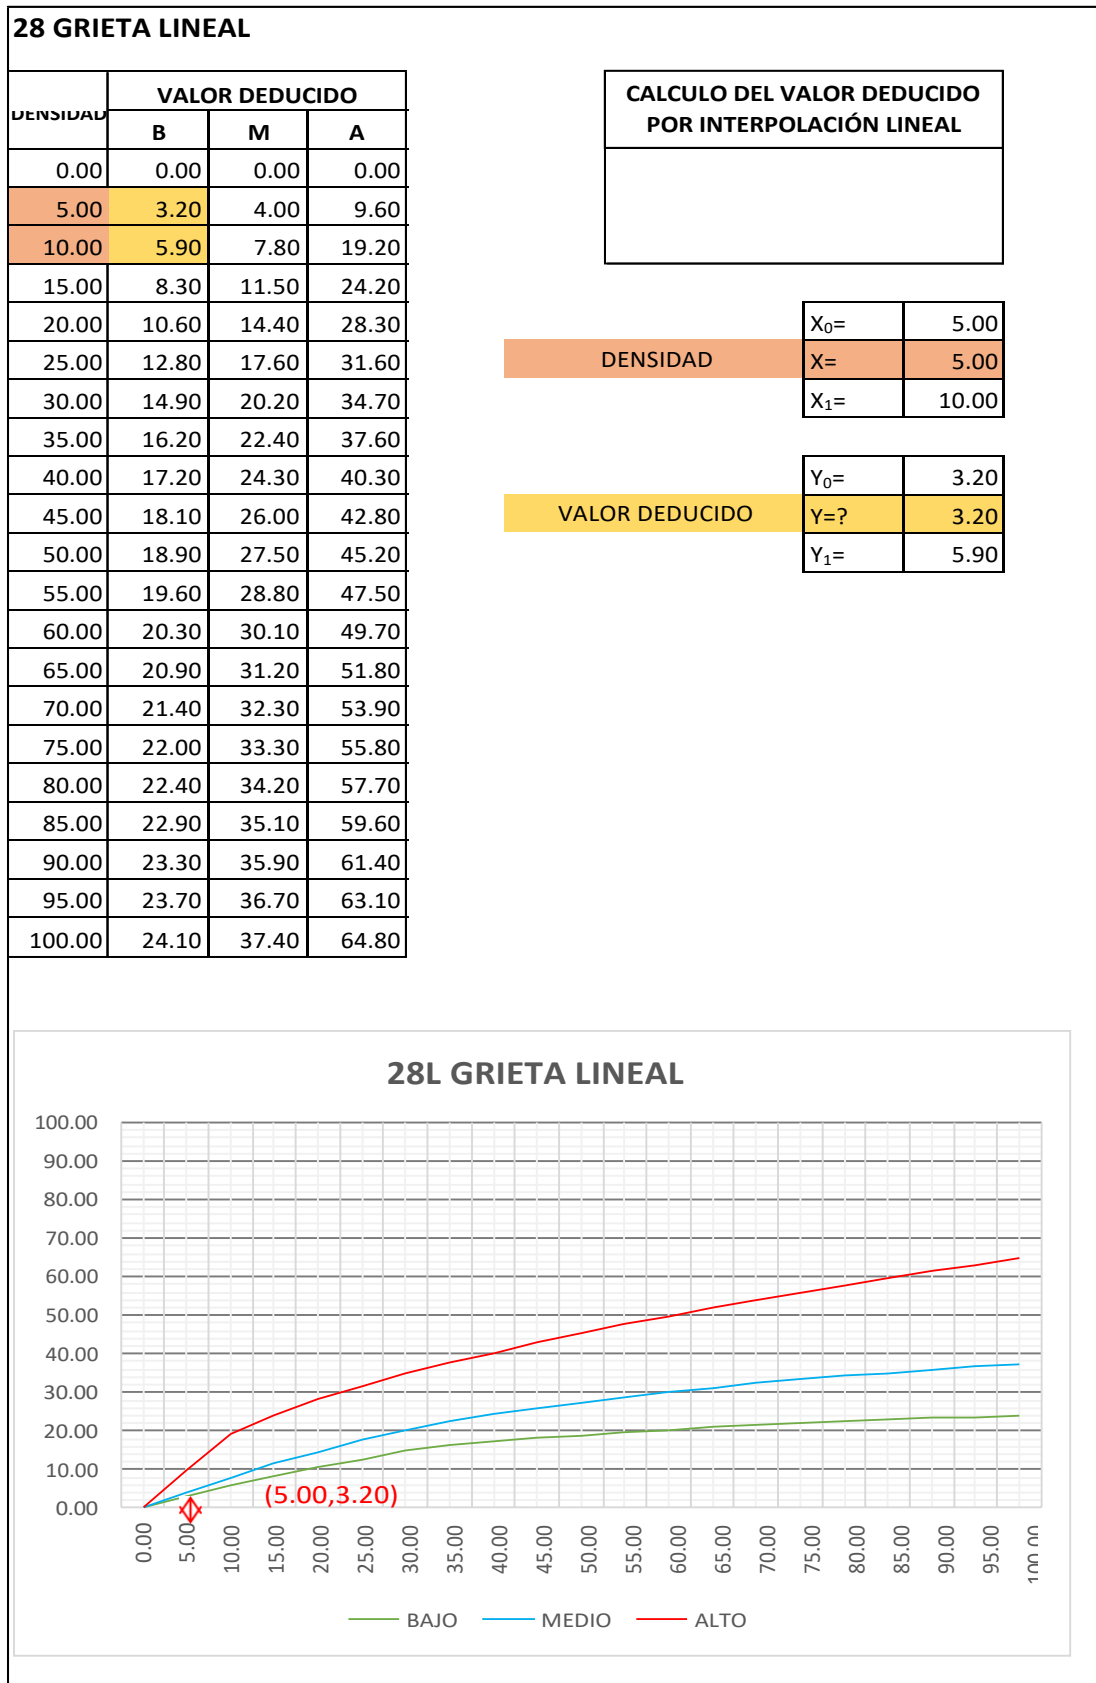 28 GRIETA LINEAL
DENSIDAD
VALOR DEDUCIDO
B M A
0.00 0.00 0.00 0.00
5.00 3.20 4.00 9.60
10.00 5.90 7.80 19.20
15.00 8.30 11.50 24.20
20.00 10.60 14.40 28.30
25.00 12.80 17.60 31.60
30.00 14.90 20.20 34.70
35.00 16.20 22.40 37.60
40.00 17.20 24.30 40.30
45.00 18.10 26.00 42.80
50.00 18.90 27.50 45.20
55.00 19.60 28.80 47.50
60.00 20.30 30.10 49.70
65.00 20.90 31.20 51.80
70.00 21.40 32.30 53.90
75.00 22.00 33.30 55.80
80.00 22.40 34.20 57.70
85.00 22.90 35.10 59.60
90.00 23.30 35.90 61.40
95.00 23.70 36.70 63.10
100.00 24.10 37.40 64.80
CALCULO DEL VALOR DEDUCIDO
POR INTERPOLACIÓN LINEAL
X₀= 5.00
DENSIDAD X= 5.00
X₁= 10.00
Y₀= 3.20
VALOR DEDUCIDO Y=? 3.20
Y₁= 5.90
28L GRIETA LINEAL
100.00
90.00
80.00
70.00
60.00
50.00
40.00
30.00
20.00
10.00
0.00
(5.00,3.20)
0.00 5.00 10.00 15.00 20.00 25.00 30.00 35.00 40.00 45.00 50.00 55.00 60.00 65.00 70.00 75.00 80.00 85.00 90.00 95.00 100.00
BAJO MEDIO ALTO